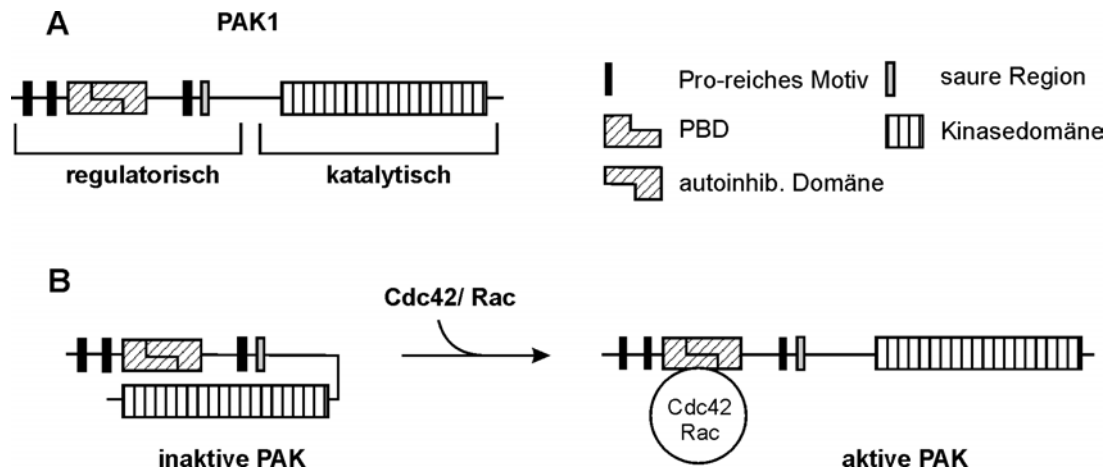 A
PAK1
regulatorisch
katalytisch
Pro-reiches Motiv
saure Region
PBD
Kinasedomäne
autoinhib. Domäne
B
Cdc42/ Rac
Cdc42
Rac
inaktive PAK
aktive PAK